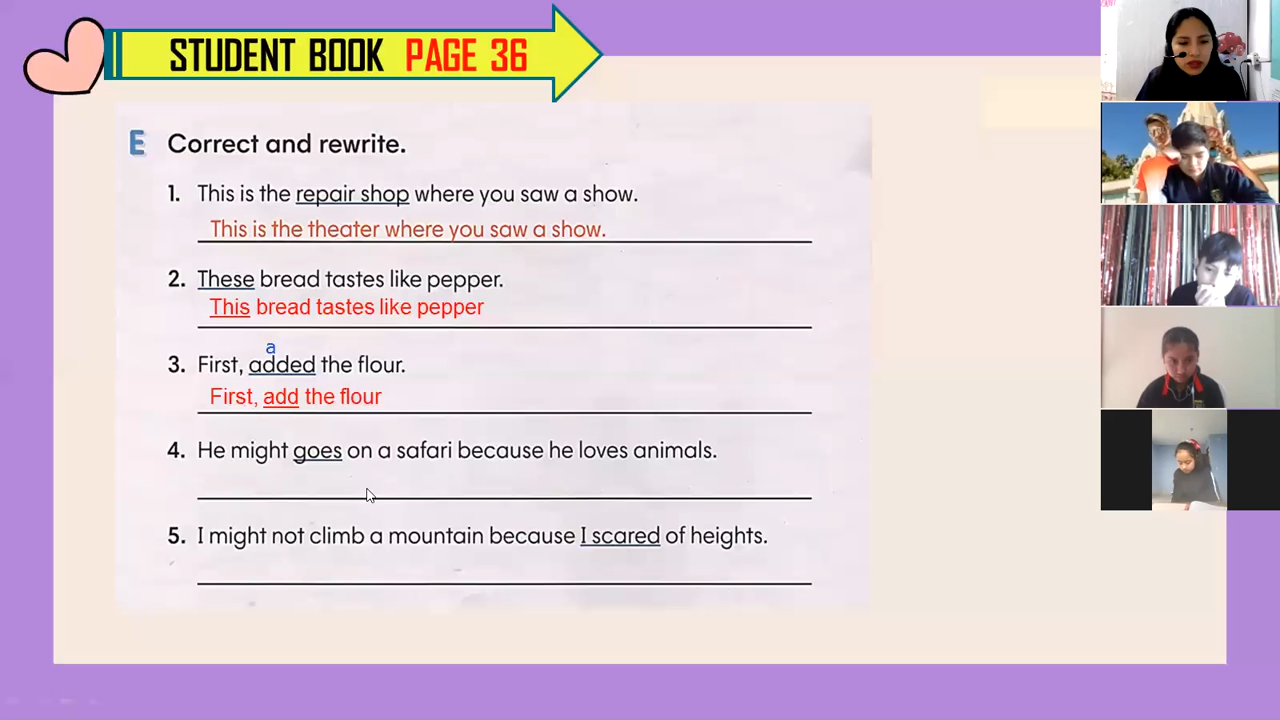 STUDENT BOOK PAGE 36
E Correct and rewrite.
1. This is the repair shop where you saw a show.
This is the theater where you saw a show.
2. These bread tastes like pepper.
This bread tastes like pepper
a
3. First, added the flour.
First, add the flour
4. He might goes on a safari because he loves animals.
5. I might not climb a mountain because I scared of heights.